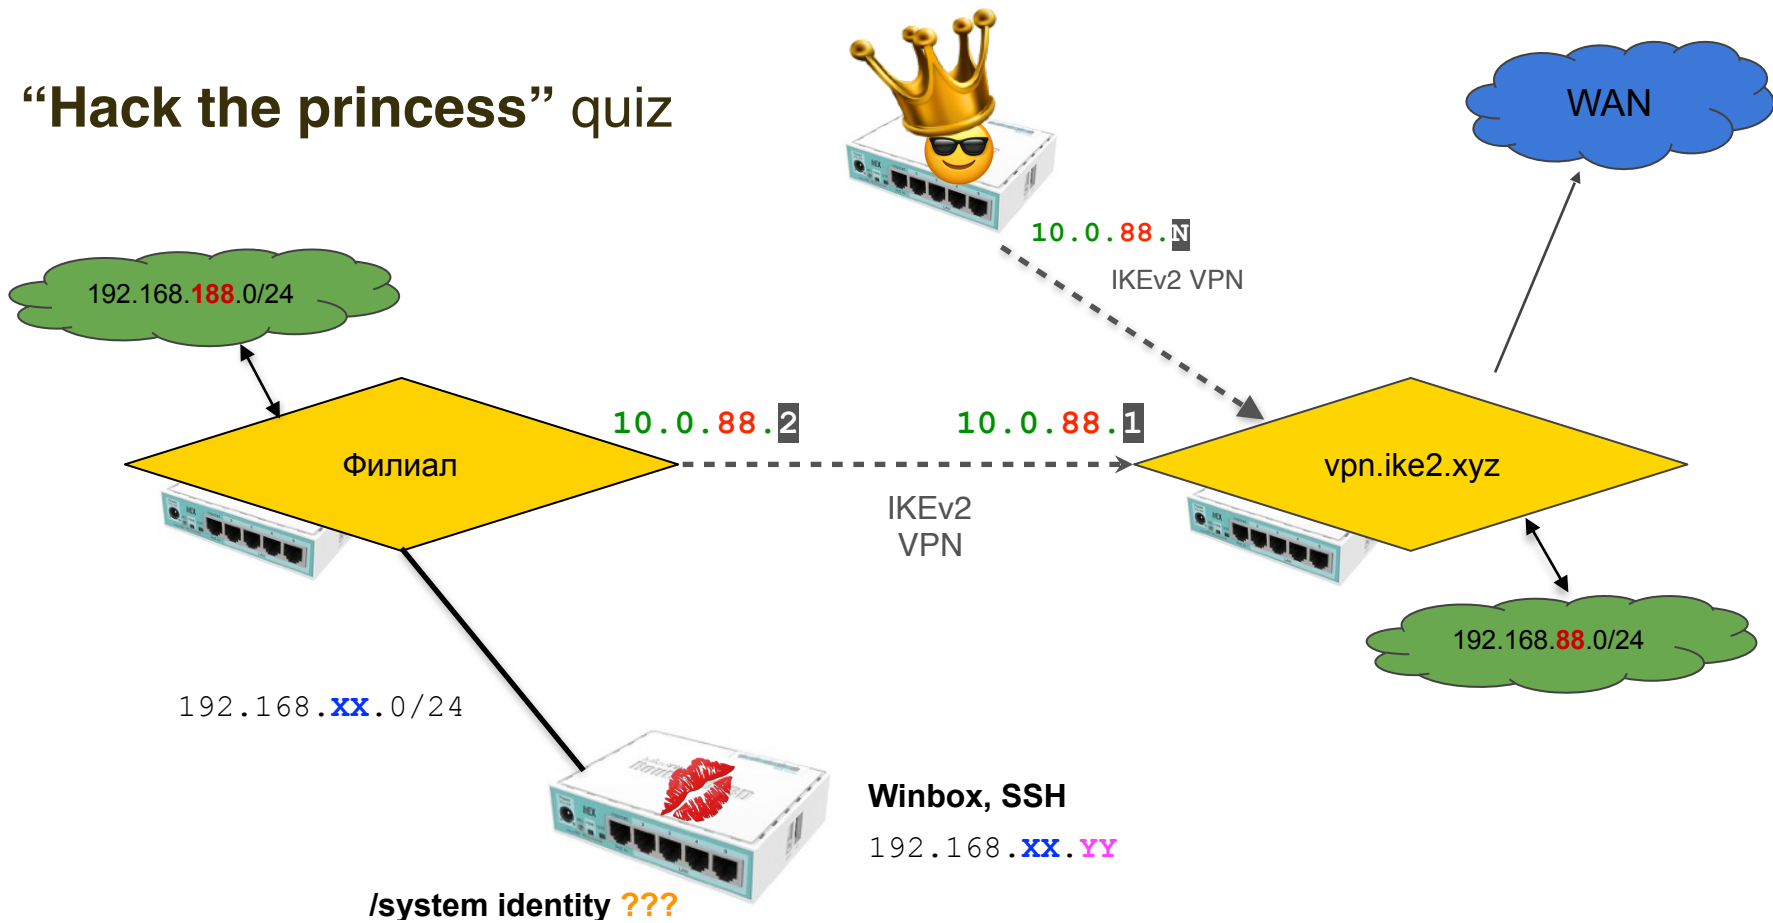 “Hack the princess” quiz
WAN
10.0.88.N
IKEv2 VPN
192.168.188.0/24
10.0.88.2
10.0.88.1
Филиал
vpn.ike2.xyz
IKEv2
VPN
192.168.88.0/24
192.168.XX.0/24
Winbox, SSH
192.168.XX.YY
/system identity ???